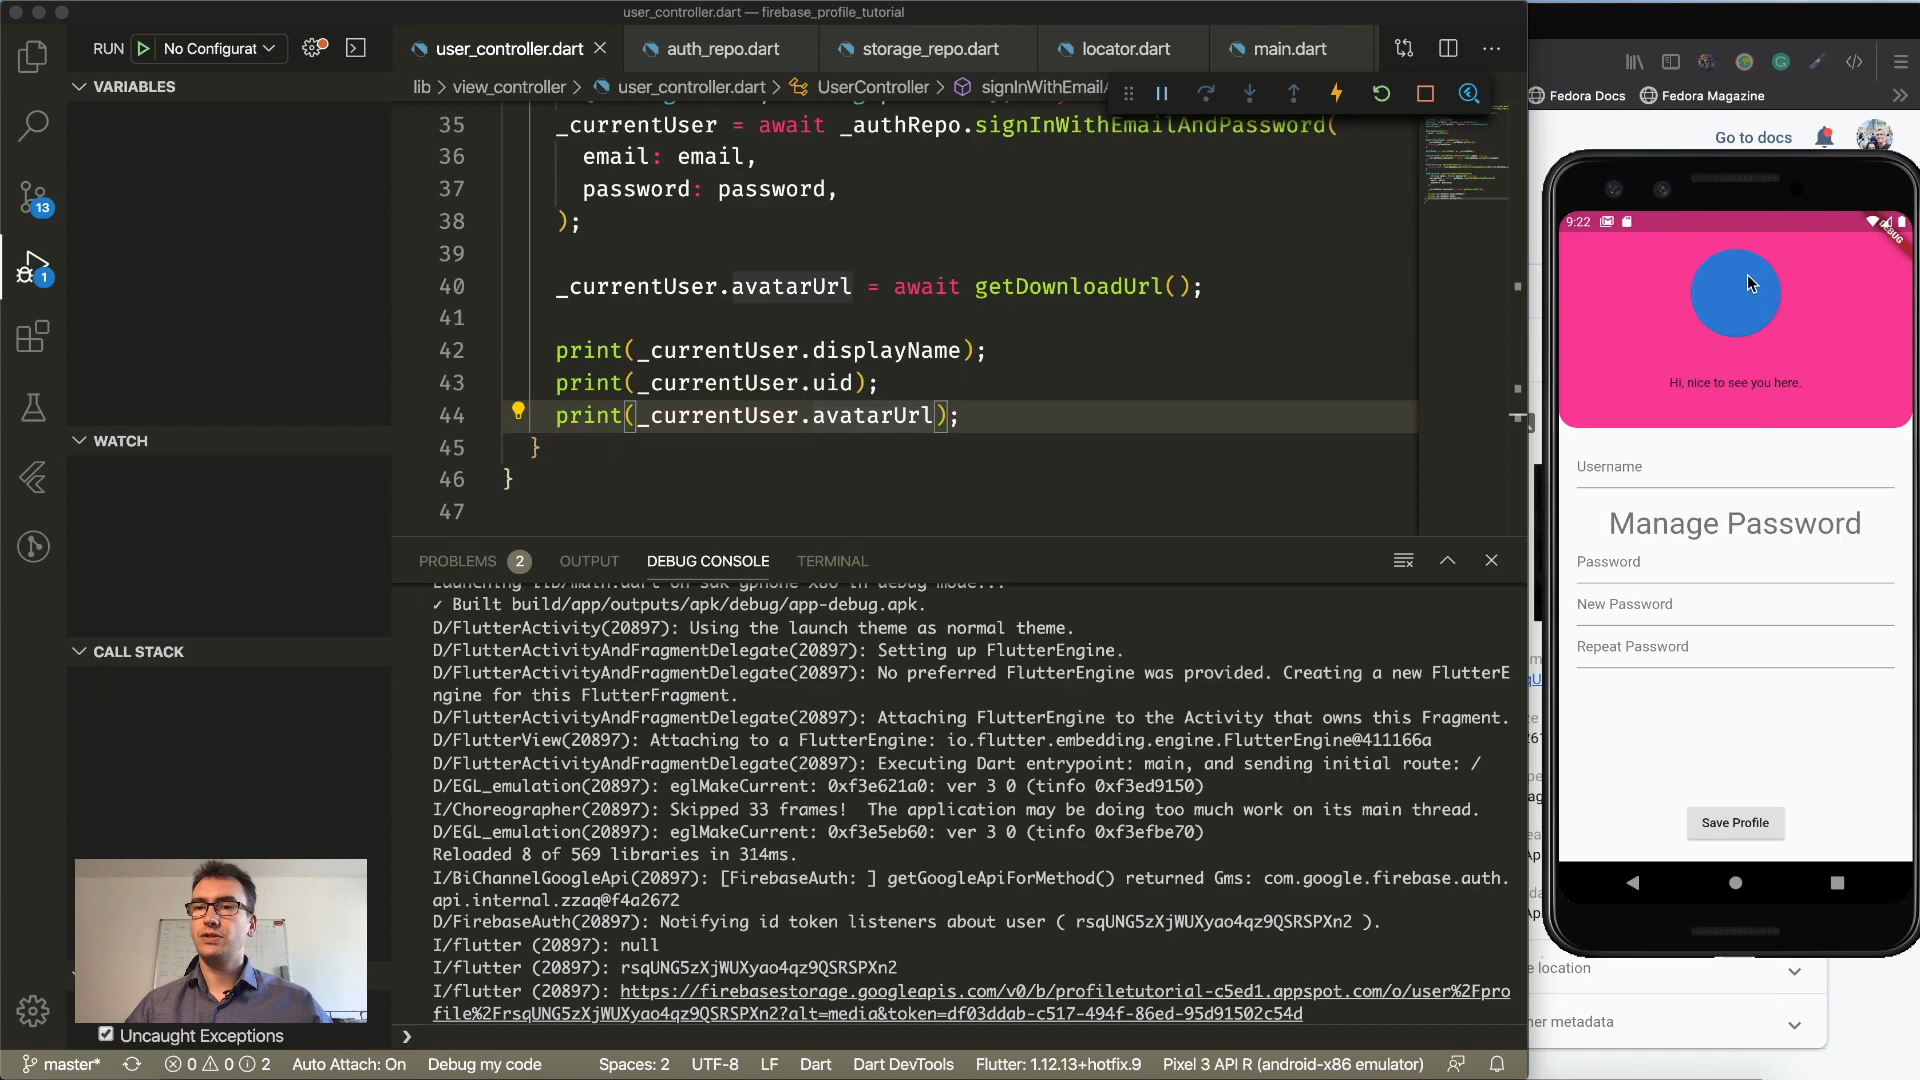 user_controller.dart — firebase_profile_tutorial
RUN
No Configurat
user_controller.dart
auth_repo.dart
storage_repo.dart
locator.dart
main.dart
VARIABLES
lib > view_controller > user_controller.dart > UserController >
35 _currentUser = await _authRepo.signInWithEmailAndPassword(
36 email: email,
37 password: password,
38 );
39
40 _currentUser.avatarUrl = await getDownloadUrl();
41
42 print(_currentUser.displayName);
43 print(_currentUser.uid);
44 print(_currentUser.avatarUrl);
45 }
46 }
47
13
1
WATCH
CALL STACK
Uncaught Exceptions
PROBLEMS 2 OUTPUT DEBUG CONSOLE TERMINAL
Launching lib/main.dart on sdk gphone x86 in debug mode...
✓ Built build/app/outputs/apk/debug/app-debug.apk.
D/FlutterActivity(20897): Using the launch theme as normal theme.
D/FlutterActivityAndFragmentDelegate(20897): Setting up FlutterEngine.
D/FlutterActivityAndFragmentDelegate(20897): No preferred FlutterEngine was provided. Creating a new FlutterE
ngine for this FlutterFragment.
D/FlutterActivityAndFragmentDelegate(20897): Attaching FlutterEngine to the Activity that owns this Fragment.
D/FlutterView(20897): Attaching to a FlutterEngine: io.flutter.embedding.engine.FlutterEngine@411166a
D/FlutterActivityAndFragmentDelegate(20897): Executing Dart entrypoint: main, and sending initial route: /
D/EGL_emulation(20897): eglMakeCurrent: 0xf3e621a0: ver 3 0 (tinfo 0xf3ed9150)
I/Choreographer(20897): Skipped 33 frames! The application may be doing too much work on its main thread.
D/EGL_emulation(20897): eglMakeCurrent: 0xf3e5eb60: ver 3 0 (tinfo 0xf3efbe70)
Reloaded 8 of 569 libraries in 314ms.
I/BiChannelGoogleApi(20897): [FirebaseAuth: ] getGoogleApiForMethod() returned Gms: com.google.firebase.auth.
api.internal.zzaq@f4a2672
D/FirebaseAuth(20897): Notifying id token listeners about user ( rsqUNG5zXjWUXyao4qz9QSRSPXn2 ).
I/flutter (20897): null
I/flutter (20897): rsqUNG5zXjWUXyao4qz9QSRSPXn2
I/flutter (20897): https://firebasestorage.googleapis.com/v0/b/profiletutorial-c5ed1.appspot.com/o/user%2Fpro
file%2FrsqUNG5zXjWUXyao4qz9QSRSPXn2?alt=media&token=df03ddab-c517-494f-86ed-95d91502c54d
master* 0 0 2 Auto Attach: On Debug my code Spaces: 2 UTF-8 LF Dart Dart DevTools Flutter: 1.12.13+hotfix.9 Pixel 3 API R (android-x86 emulator)
Fedora Docs Fedora Magazine
Go to docs
9:22
DEBUG
Hi, nice to see you here.
Username
Manage Password
Password
New Password
Repeat Password
Save Profile
location
metadata